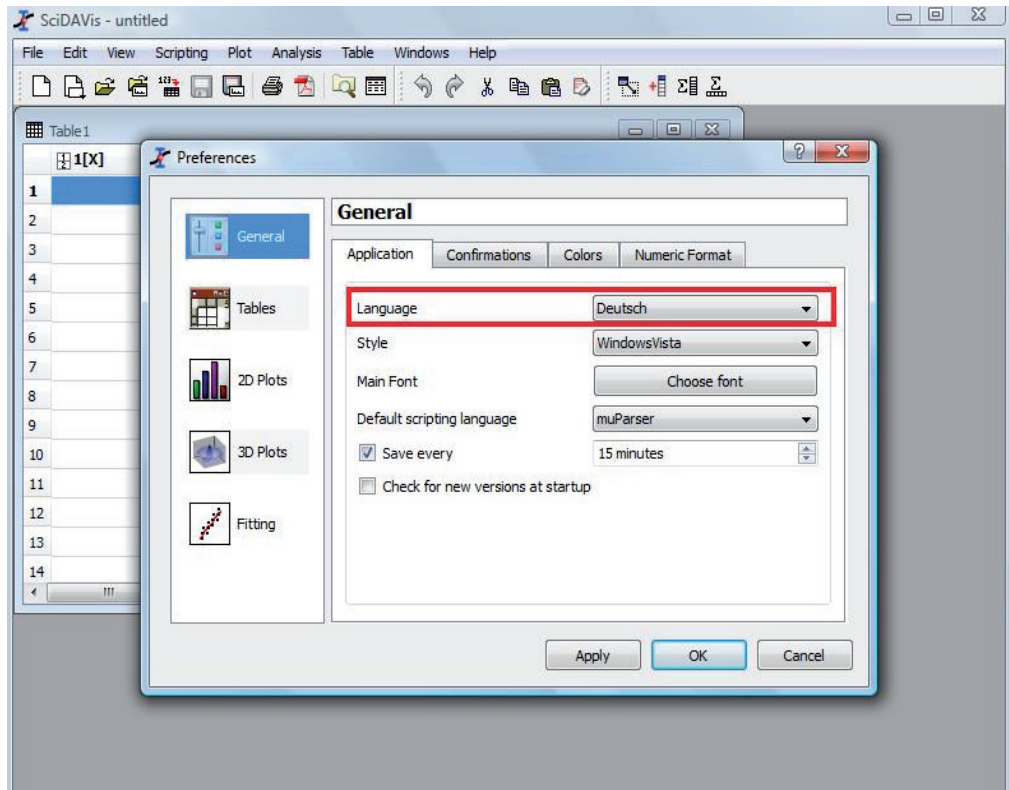 SciDAVis - untitled
File Edit View Scripting Plot Analysis Table Windows Help
Table1
1[X]
1
2
3
4
5
6
7
8
9
10
11
12
13
14
Preferences
General
Tables
2D Plots
3D Plots
Fitting
General
Application Confirmations Colors Numeric Format
Language Deutsch
Style WindowsVista
Main Font Choose font
Default scripting language muParser
Save every 15 minutes
Check for new versions at startup
Apply OK Cancel